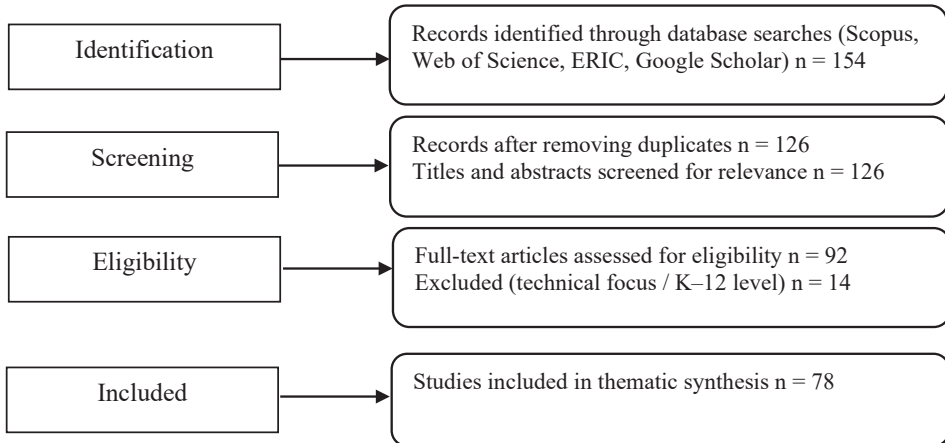 Identification
Records identified through database searches (Scopus,
Web of Science, ERIC, Google Scholar) n = 154
Screening
Records after removing duplicates n = 126
Titles and abstracts screened for relevance n = 126
Eligibility
Full-text articles assessed for eligibility n = 92
Excluded (technical focus / K–12 level) n = 14
Included
Studies included in thematic synthesis n = 78